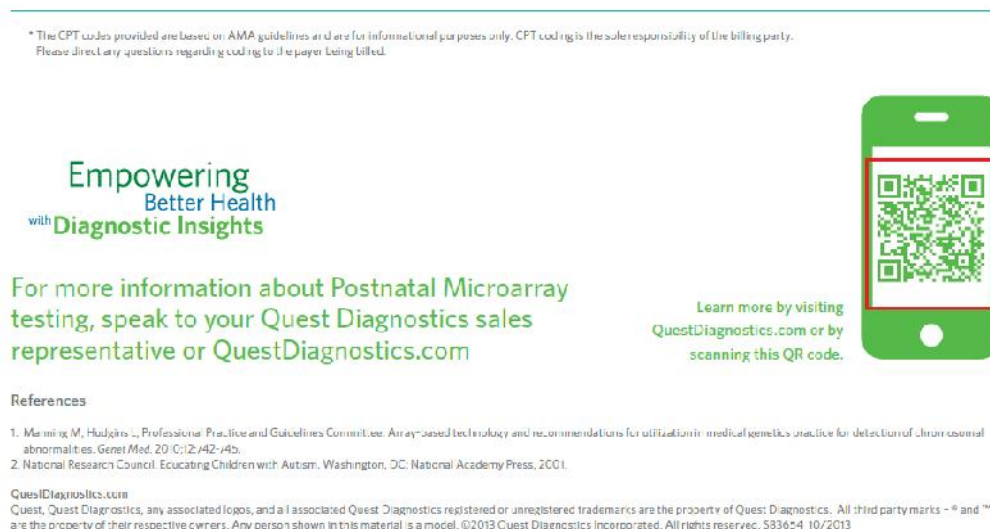 * The CPT codes provided are based on AMA guidelines and are for informational purposes only. CPT coding is the sole responsibility of the billing party.
Please direct any questions regarding coding to the payer being billed.
Empowering
Better Health
with Diagnostic Insights
For more information about Postnatal Microarray
testing, speak to your Quest Diagnostics sales
representative or QuestDiagnostics.com
Learn more by visiting
QuestDiagnostics.com or by
scanning this QR code.
References
1. Manning M, Hudgins L, Professional Practice and Guidelines Committee. Array-based technology and recommendations for utilization in medical genetics practice for detection of chromosomal
abnormalities. Genet Med. 2010;12:742-745.
2. National Research Council. Educating Children with Autism. Washington, DC: National Academy Press, 2001.
QuestDiagnostics.com
Quest, Quest Diagnostics, any associated logos, and all associated Quest Diagnostics registered or unregistered trademarks are the property of Quest Diagnostics. All third party marks – ® and ™
are the property of their respective owners. Any person shown in this material is a model. ©2013 Quest Diagnostics Incorporated. All rights reserved. SB3654 10/2013